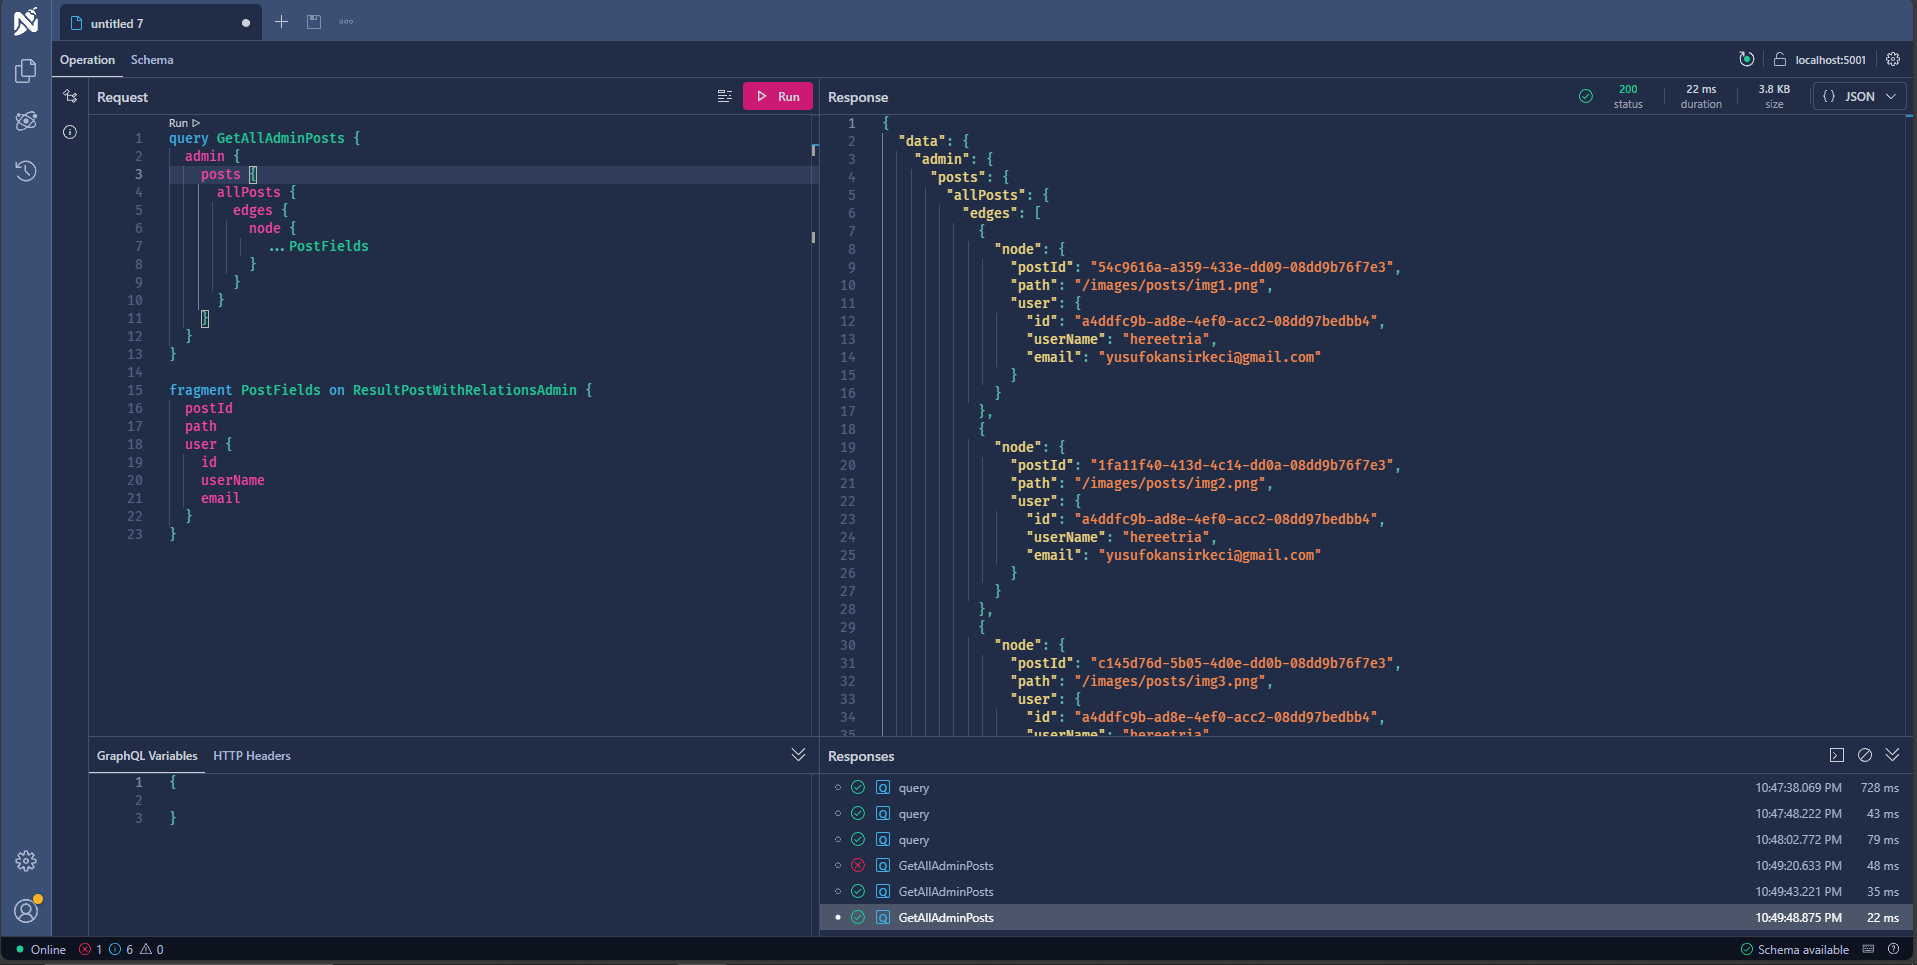 untitled 7
Operation
Schema
localhost:5001
Request
Run
Response
200
status
22 ms
duration
3.8 KB
size
{} JSON
Run
1 query GetAllAdminPosts {
2 admin {
3 posts {
4 allPosts {
5 edges {
6 node {
7 ...PostFields
8 }
9 }
10 }
11 }
12 }
13 }
14
15 fragment PostFields on ResultPostWithRelationsAdmin {
16 postId
17 path
18 user {
19 id
20 userName
21 email
22 }
23 }
1 {
2 "data": {
3 "admin": {
4 "posts": {
5 "allPosts": {
6 "edges": [
7 {
8 "node": {
9 "postId": "54c9616a-a359-433e-dd09-08dd9b76f7e3",
10 "path": "/images/posts/img1.png",
11 "user": {
12 "id": "a4ddfc9b-ad8e-4ef0-acc2-08dd97bedbb4",
13 "userName": "hereetria",
14 "email": "yusufokansirkeci@gmail.com"
15 }
16 }
17 },
18 {
19 "node": {
20 "postId": "1fa11f40-413d-4c14-dd0a-08dd9b76f7e3",
21 "path": "/images/posts/img2.png",
22 "user": {
23 "id": "a4ddfc9b-ad8e-4ef0-acc2-08dd97bedbb4",
24 "userName": "hereetria",
25 "email": "yusufokansirkeci@gmail.com"
26 }
27 }
28 },
29 {
30 "node": {
31 "postId": "c145d76d-5b05-4d0e-dd0b-08dd9b76f7e3",
32 "path": "/images/posts/img3.png",
33 "user": {
34 "id": "a4ddfc9b-ad8e-4ef0-acc2-08dd97bedbb4",
35 "userName": "hereetria"
GraphQL Variables
HTTP Headers
1 {
2
3 }
Responses
Q query 10:47:38.069 PM 728 ms
Q query 10:47:48.222 PM 43 ms
Q query 10:48:02.772 PM 79 ms
Q GetAllAdminPosts 10:49:20.633 PM 48 ms
Q GetAllAdminPosts 10:49:43.221 PM 35 ms
Q GetAllAdminPosts 10:49:48.875 PM 22 ms
Online 1 6 0
Schema available